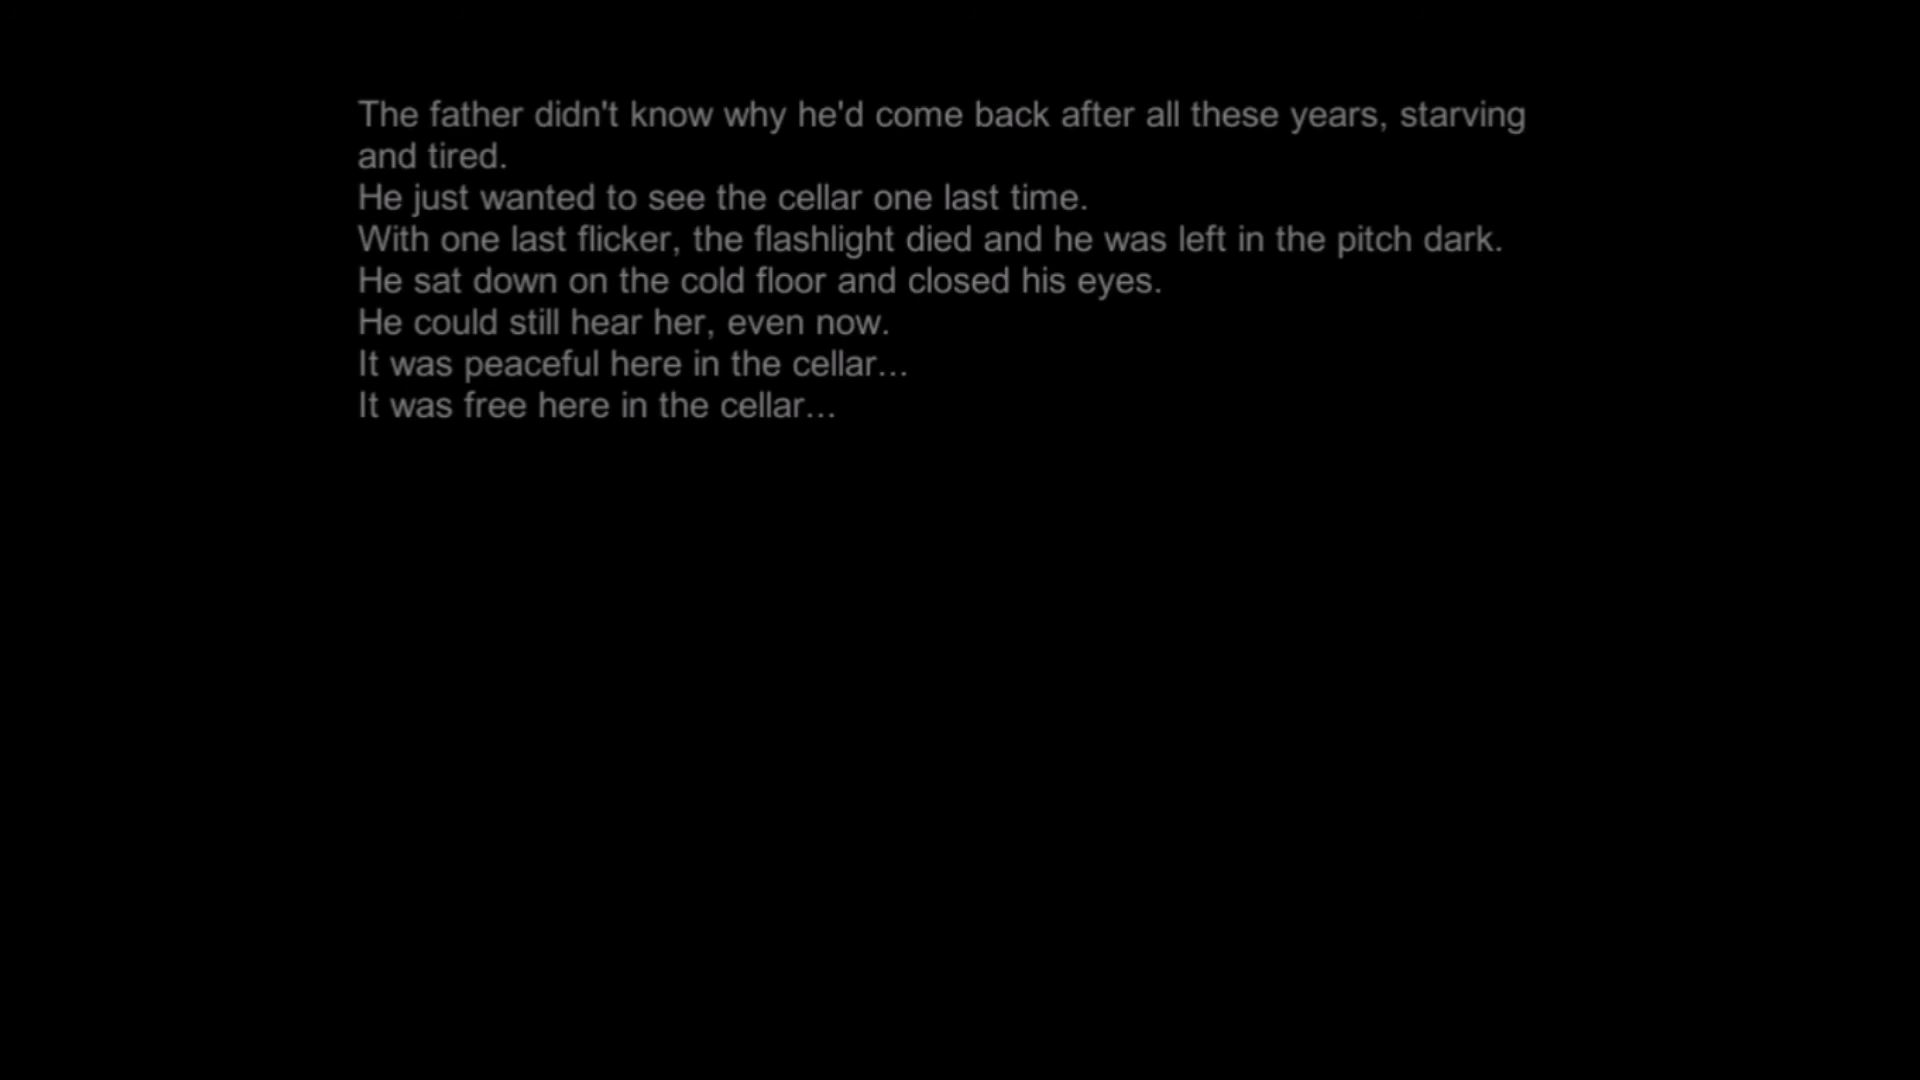 The father didn't know why he'd come back after all these years, starving
and tired.
He just wanted to see the cellar one last time.
With one last flicker, the flashlight died and he was left in the pitch dark.
He sat down on the cold floor and closed his eyes.
He could still hear her, even now.
It was peaceful here in the cellar...
It was free here in the cellar...